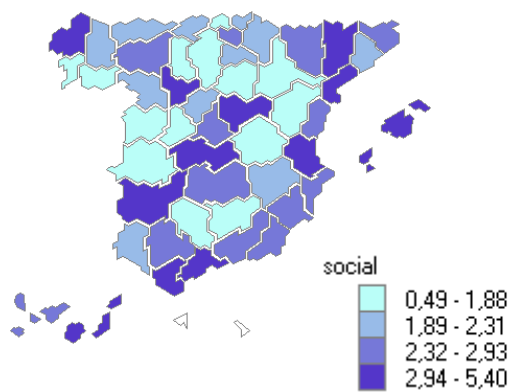 social
0,49 - 1,88
1,89 - 2,31
2,32 - 2,93
2,94 - 5,40